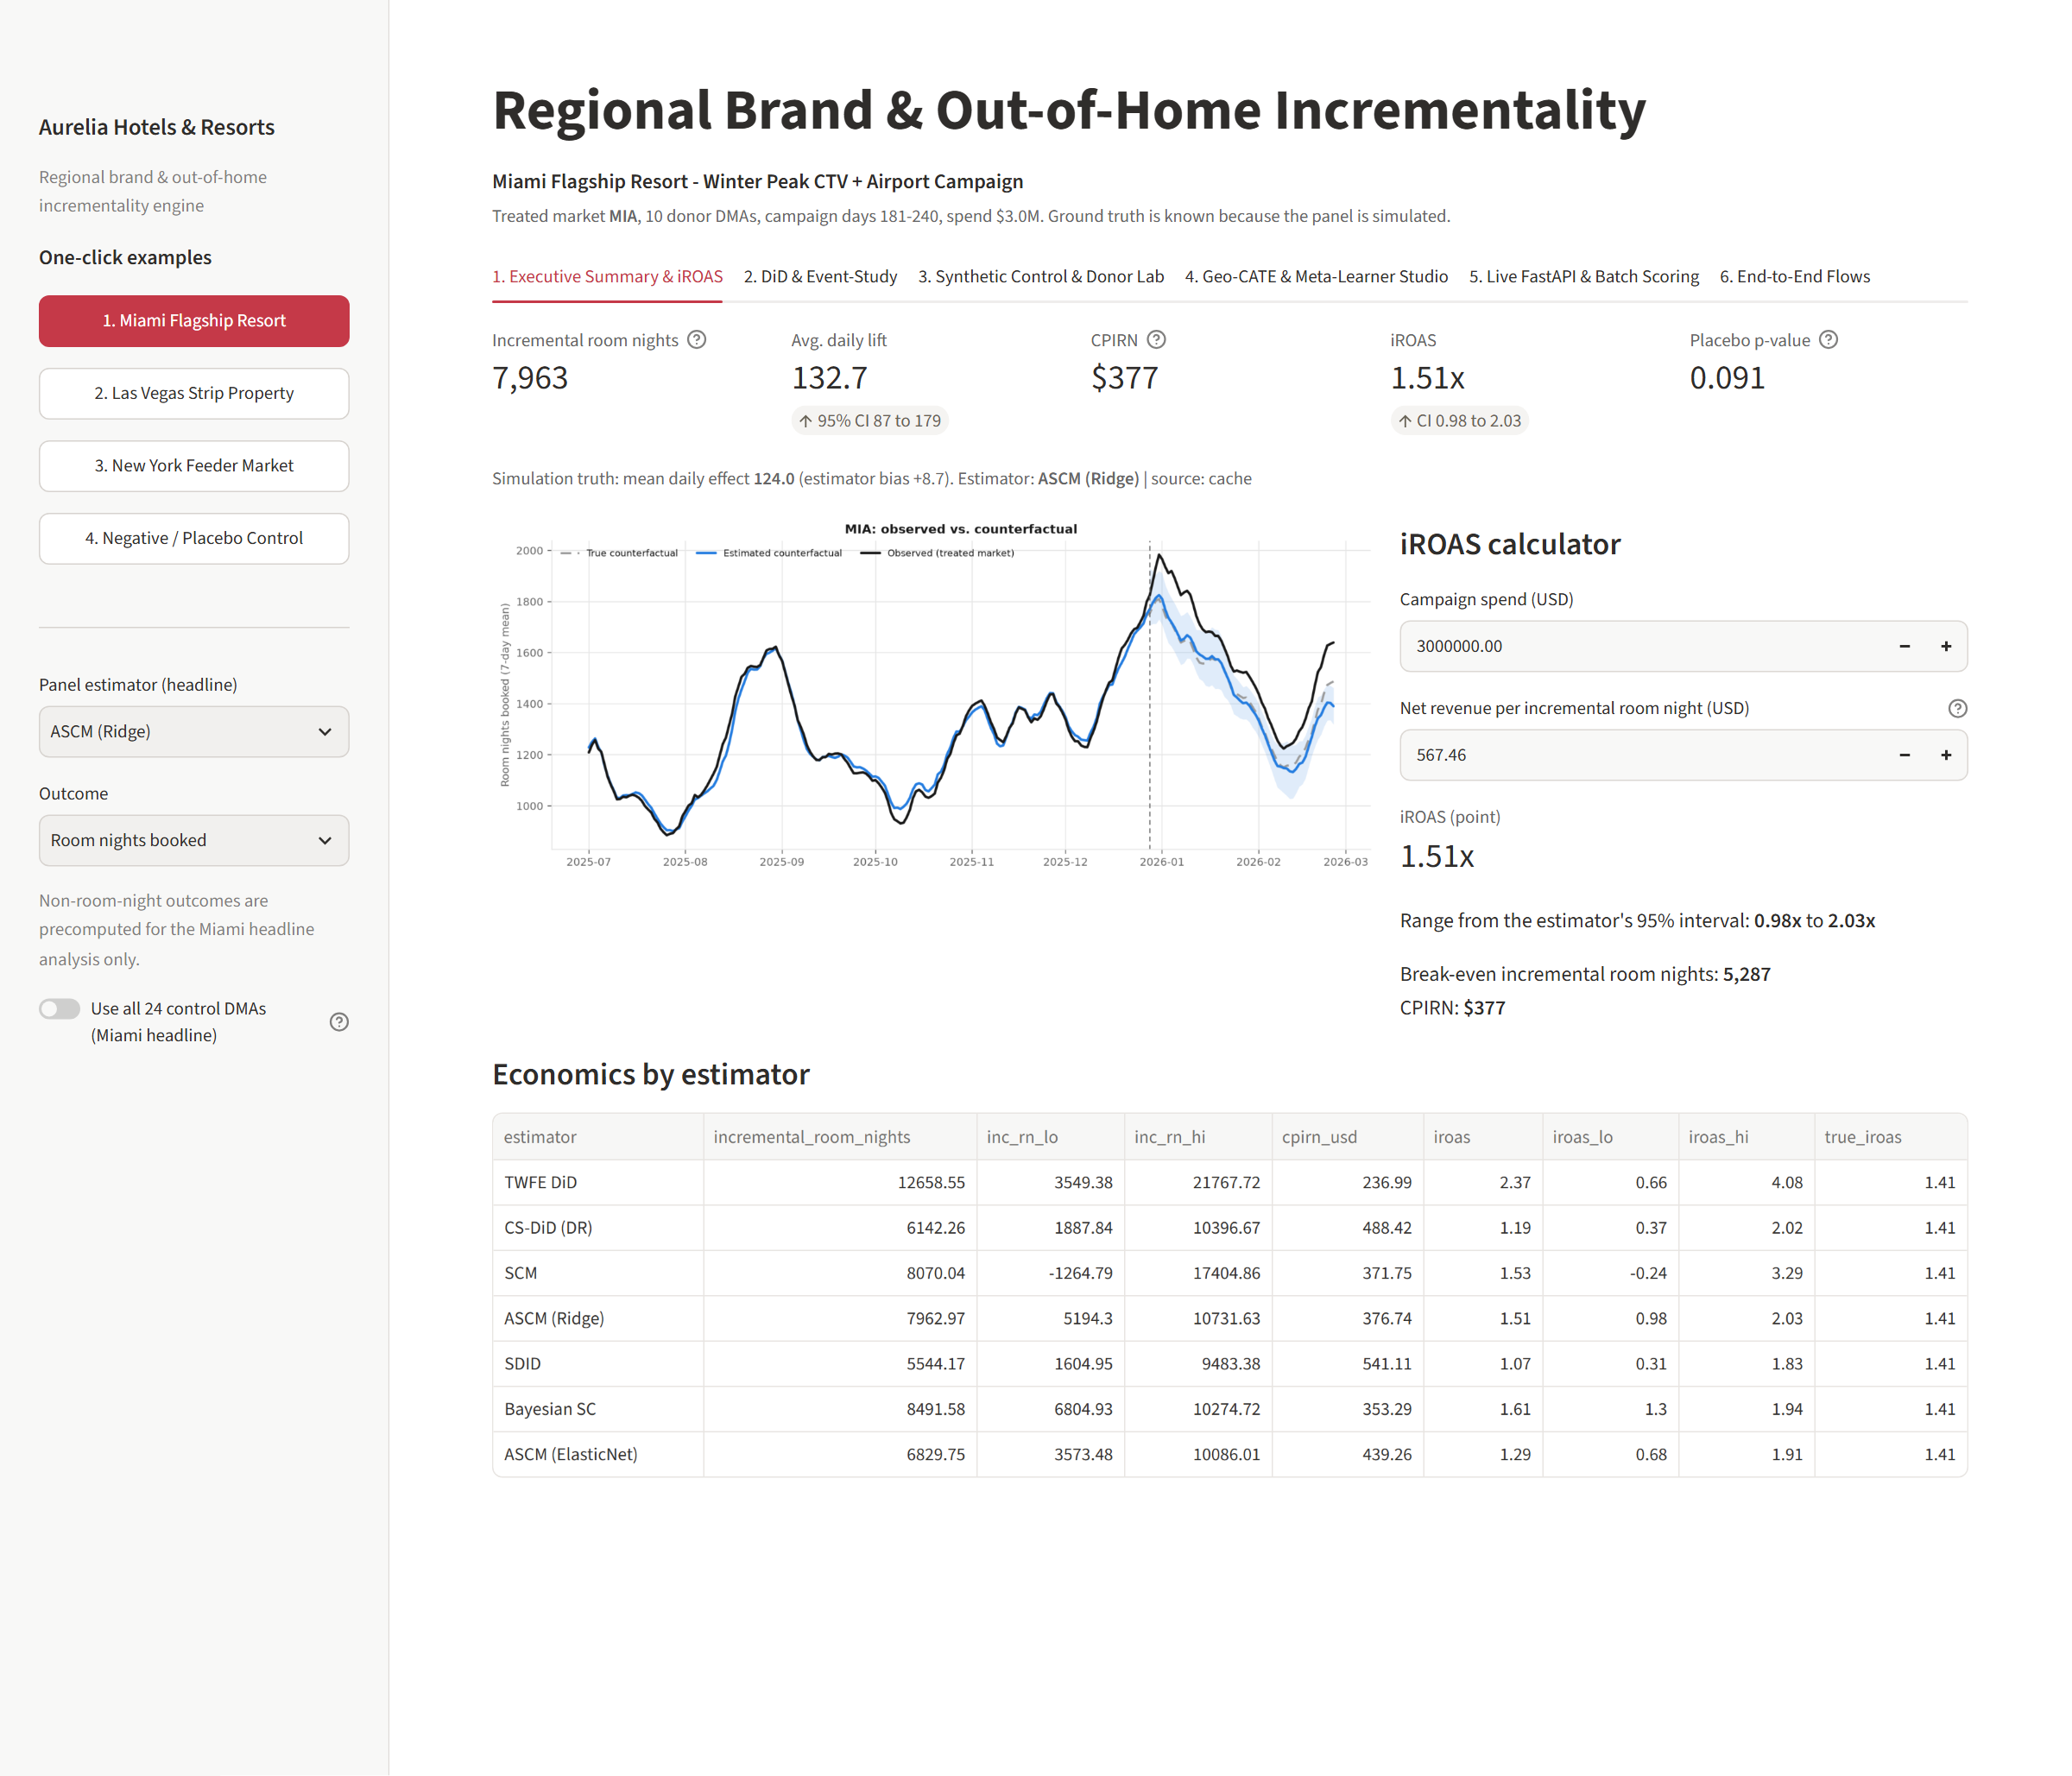 Aurelia Hotels & Resorts
Regional brand & out-of-home
incrementality engine
One-click examples
1. Miami Flagship Resort
2. Las Vegas Strip Property
3. New York Feeder Market
4. Negative / Placebo Control
Panel estimator (headline)
ASCM (Ridge)
Outcome
Room nights booked
Non-room-night outcomes are
precomputed for the Miami headline
analysis only.
Use all 24 control DMAs
(Miami headline)
Regional Brand & Out-of-Home Incrementality
Miami Flagship Resort - Winter Peak CTV + Airport Campaign
Treated market MIA, 10 donor DMAs, campaign days 181-240, spend $3.0M. Ground truth is known because the panel is simulated.
1. Executive Summary & iROAS 2. DiD & Event-Study 3. Synthetic Control & Donor Lab 4. Geo-CATE & Meta-Learner Studio 5. Live FastAPI & Batch Scoring 6. End-to-End Flows
Incremental room nights Avg. daily lift CPIRN iROAS Placebo p-value
7,963 132.7 $377 1.51x 0.091
↑ 95% CI 87 to 179 ↑ CI 0.98 to 2.03
Simulation truth: mean daily effect 124.0 (estimator bias +8.7). Estimator: ASCM (Ridge) | source: cache
MIA: observed vs. counterfactual
True counterfactual Estimated counterfactual Observed (treated market)
Room nights booked (7-day mean)
2000
1800
1600
1400
1200
1000
2025-07 2025-08 2025-09 2025-10 2025-11 2025-12 2026-01 2026-02 2026-03
iROAS calculator
Campaign spend (USD)
3000000.00
Net revenue per incremental room night (USD)
567.46
iROAS (point)
1.51x
Range from the estimator's 95% interval: 0.98x to 2.03x
Break-even incremental room nights: 5,287
CPIRN: $377
Economics by estimator
estimator incremental_room_nights inc_rn_lo inc_rn_hi cpirn_usd iroas iroas_lo iroas_hi true_iroas
TWFE DiD 12658.55 3549.38 21767.72 236.99 2.37 0.66 4.08 1.41
CS-DiD (DR) 6142.26 1887.84 10396.67 488.42 1.19 0.37 2.02 1.41
SCM 8070.04 -1264.79 17404.86 371.75 1.53 -0.24 3.29 1.41
ASCM (Ridge) 7962.97 5194.3 10731.63 376.74 1.51 0.98 2.03 1.41
SDID 5544.17 1604.95 9483.38 541.11 1.07 0.31 1.83 1.41
Bayesian SC 8491.58 6804.93 10274.72 353.29 1.61 1.3 1.94 1.41
ASCM (ElasticNet) 6829.75 3573.48 10086.01 439.26 1.29 0.68 1.91 1.41